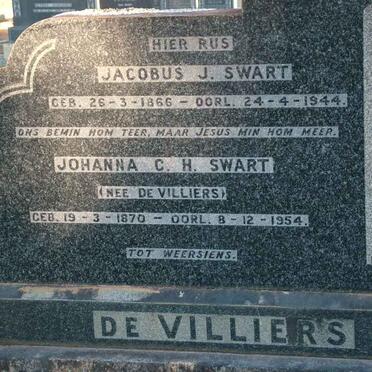 HIER RUS
JACOBUS J. SWART
GEB. 26-3-1866 - OORL. 24-4-1944.
ONS BEMIN HOM TEER, MAAR JESUS MIN HOM MEER.
JOHANNA C. H. SWART
(NEE DE VILLIERS)
GEB. 19-3-1870 - OORL. 8-12-1954.
TOT WEERSIENS.
DE VILLIERS